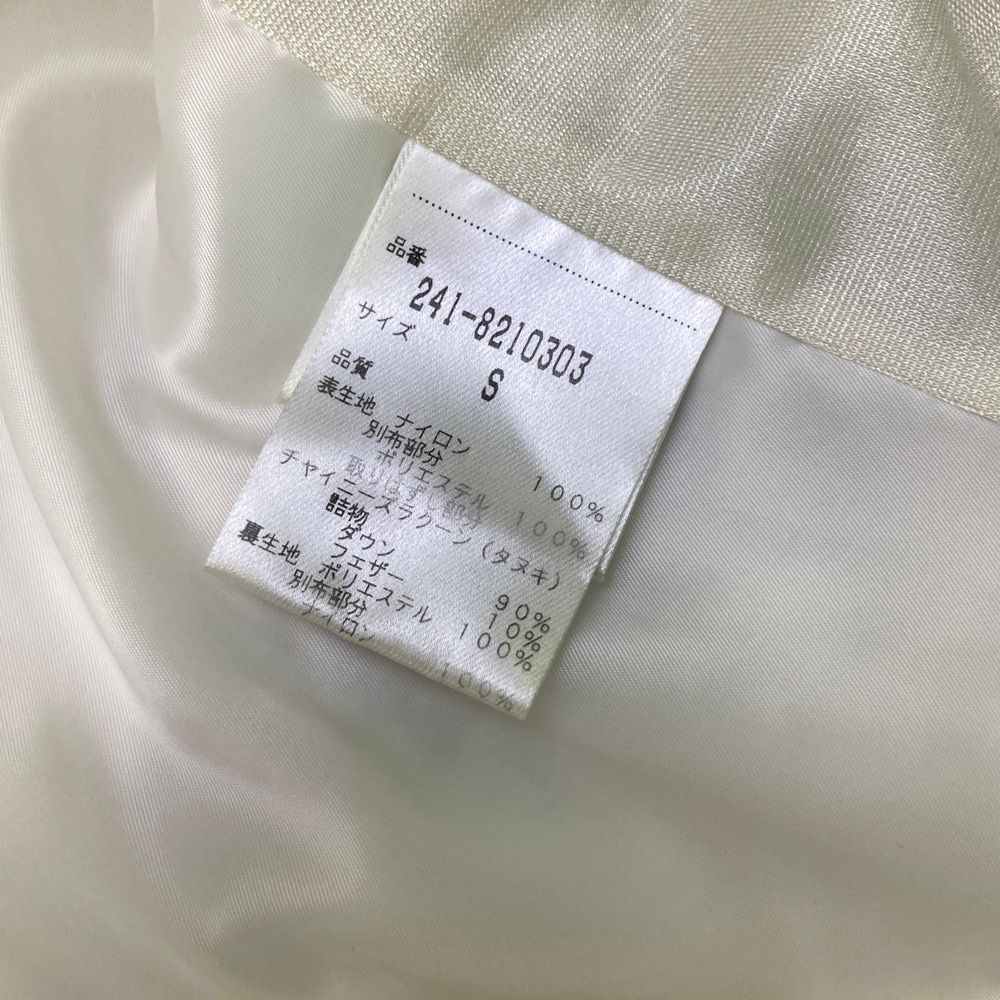 品番
241-8210303
サイズ
S
品質
表生地 ナイロン 100%
別布部分
ポリエステル 100%
取りはずし部分
チャイニーズラクーン(タヌキ)
詰物
ダウン 90%
フェザー 10%
裏生地 ポリエステル 100%
別布部分
ナイロン 100%